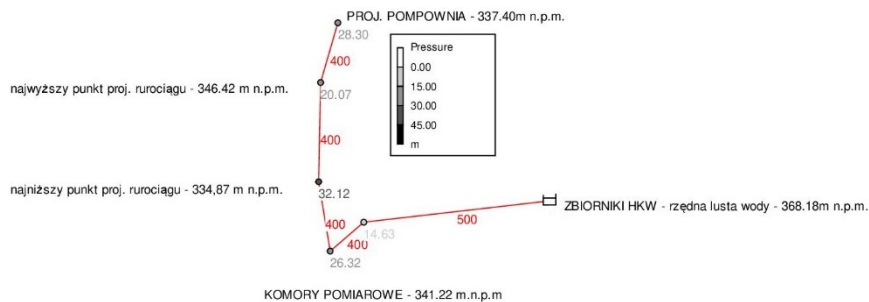 PROJ. POMPOWNIA - 337.40m n.p.m.
28.30
400
Pressure
0.00
15.00
30.00
45.00
m
najwyższy punkt proj. rurociągu - 346.42 m n.p.m.
20.07
400
najniższy punkt proj. rurociągu - 334,87 m n.p.m.
32.12
ZBIORNIKI HKW - rzędna lusta wody - 368.18m n.p.m.
500
400
14.63
400
26.32
KOMORY POMIAROWE - 341.22 m.n.p.m